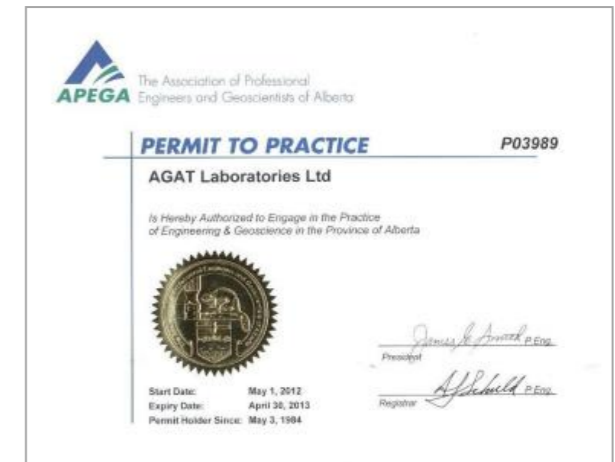 APEGA
The Association of Professional
Engineers and Geoscientists of Alberta
PERMIT TO PRACTICE
P03989
AGAT Laboratories Ltd
Is Hereby Authorized to Engage in the Practice
of Engineering & Geoscience in the Province of Alberta
P.Eng.
President
P.Eng.
Registrar
Start Date: May 1, 2012
Expiry Date: April 30, 2013
Permit Holder Since: May 3, 1984